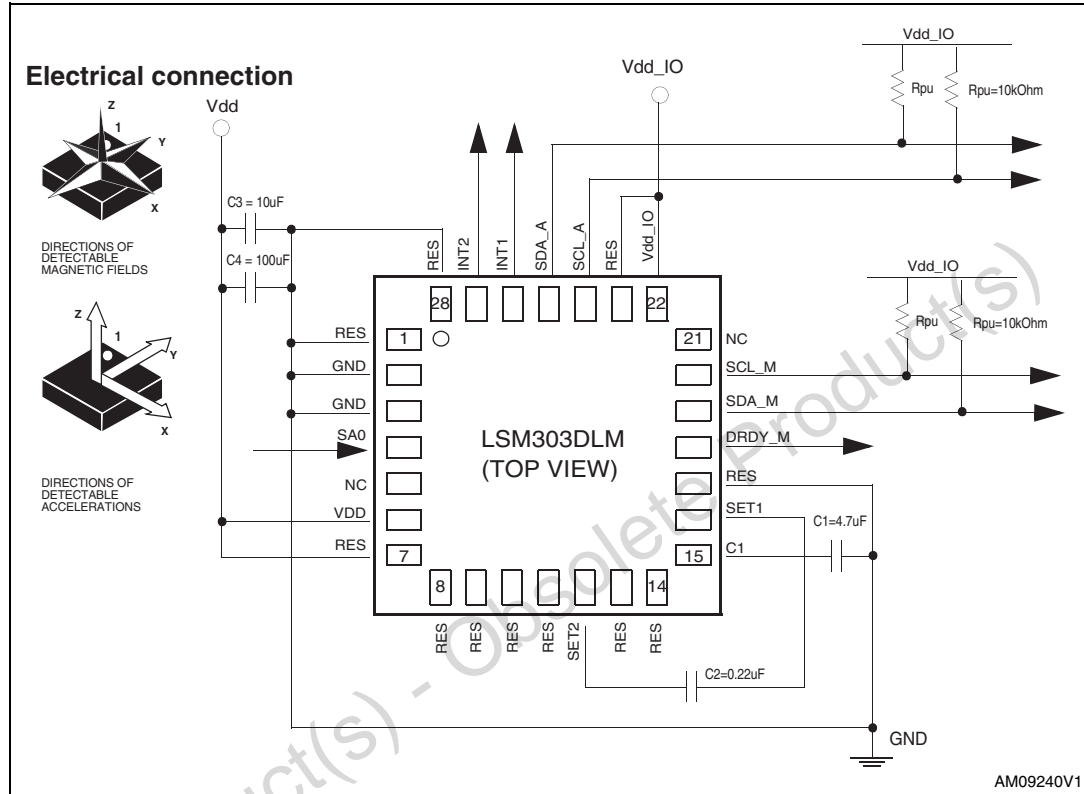 Electrical connection
Vdd
Z
1
Y
X
DIRECTIONS OF
DETECTABLE
MAGNETIC FIELDS
Z
1
Y
X
DIRECTIONS OF
DETECTABLE
ACCELERATIONS
C3 = 10uF
C4 = 100uF
Vdd_IO
Vdd_IO
Rpu
Rpu=10kOhm
RES
INT2
INT1
SDA_A
SCL_A
RES
Vdd_IO
28
22
RES
1
GND
GND
SA0
NC
VDD
RES
7
LSM303DLM
(TOP VIEW)
21
NC
SCL_M
SDA_M
DRDY_M
RES
SET1
15
C1
Vdd_IO
Rpu
Rpu=10kOhm
C1=4.7uF
8
14
RES
RES
RES
RES
SET2
RES
RES
C2=0.22uF
GND
AM09240V1
uct(s) - Obsolete Product(s)